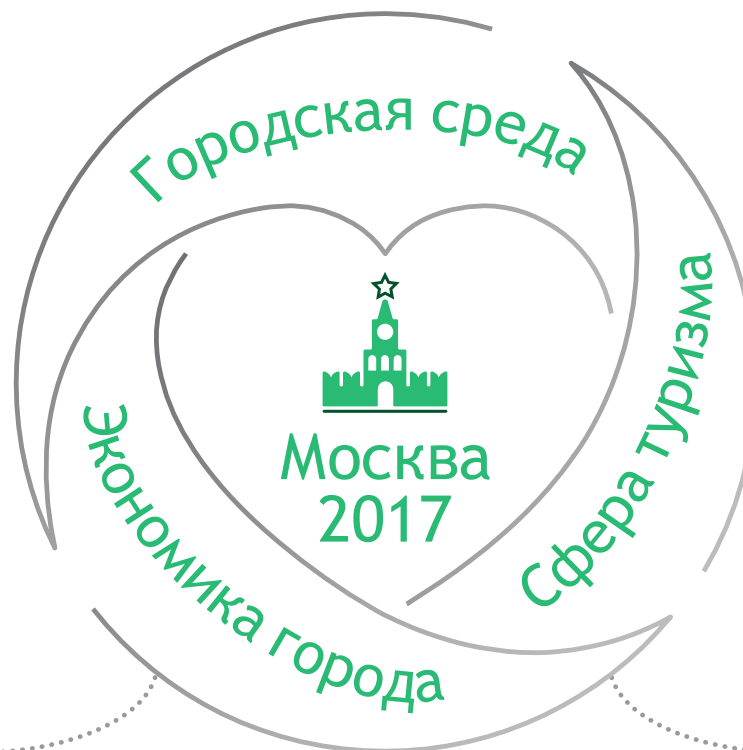 Городская среда
Сфера туризма
Экономика города
Москва
2017